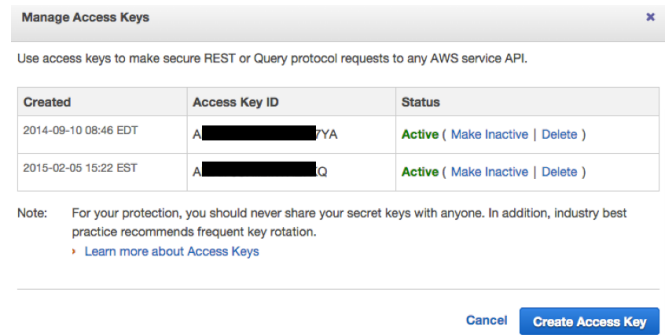 Manage Access Keys x
Use access keys to make secure REST or Query protocol requests to any AWS service API.
Created Access Key ID Status
2014-09-10 08:46 EDT A 7YA Active ( Make Inactive | Delete )
2015-02-05 15:22 EST A Q Active ( Make Inactive | Delete )
Note: For your protection, you should never share your secret keys with anyone. In addition, industry best
practice recommends frequent key rotation.
› Learn more about Access Keys
Cancel Create Access Key